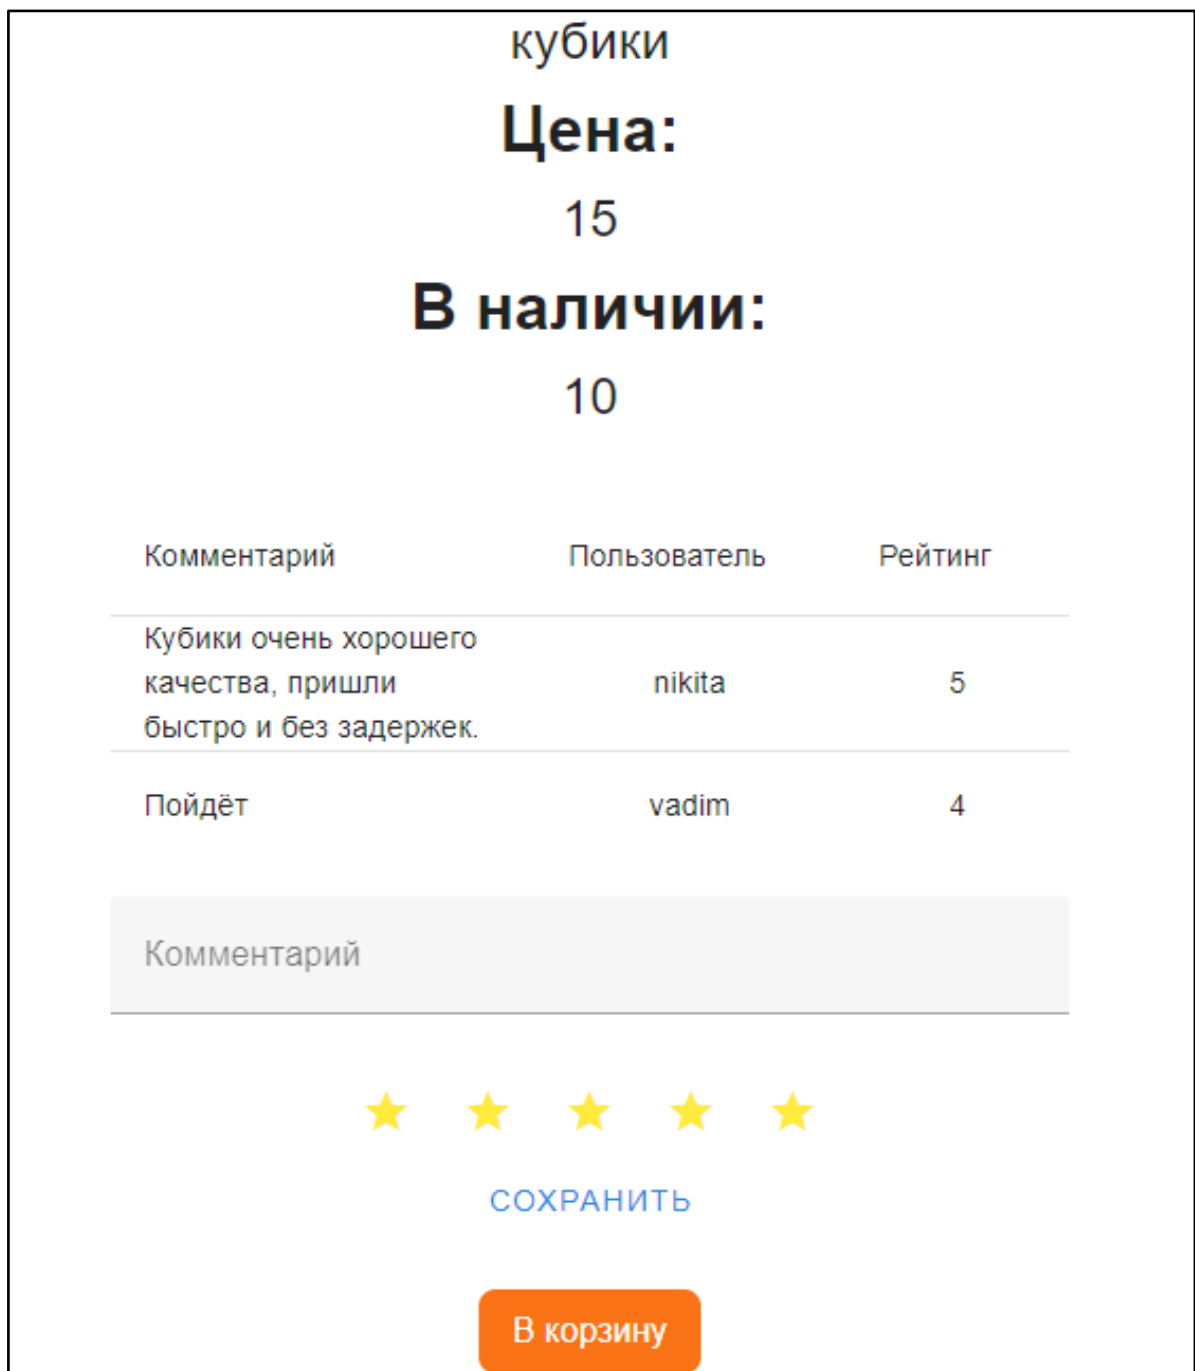 кубики
Цена:
15
В наличии:
10
Комментарий Пользователь Рейтинг
Кубики очень хорошего
качества, пришли nikita 5
быстро и без задержек.
Пойдёт vadim 4
Комментарий
СОХРАНИТЬ
В корзину